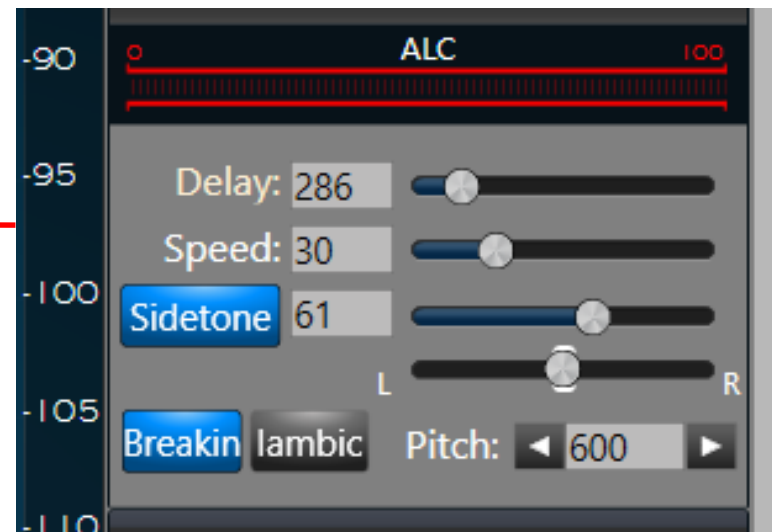 -90
0 ALC 100
-95
Delay: 286
Speed: 30
-100
Sidetone 61
L R
-105
Breakin Iambic Pitch: 600
-110